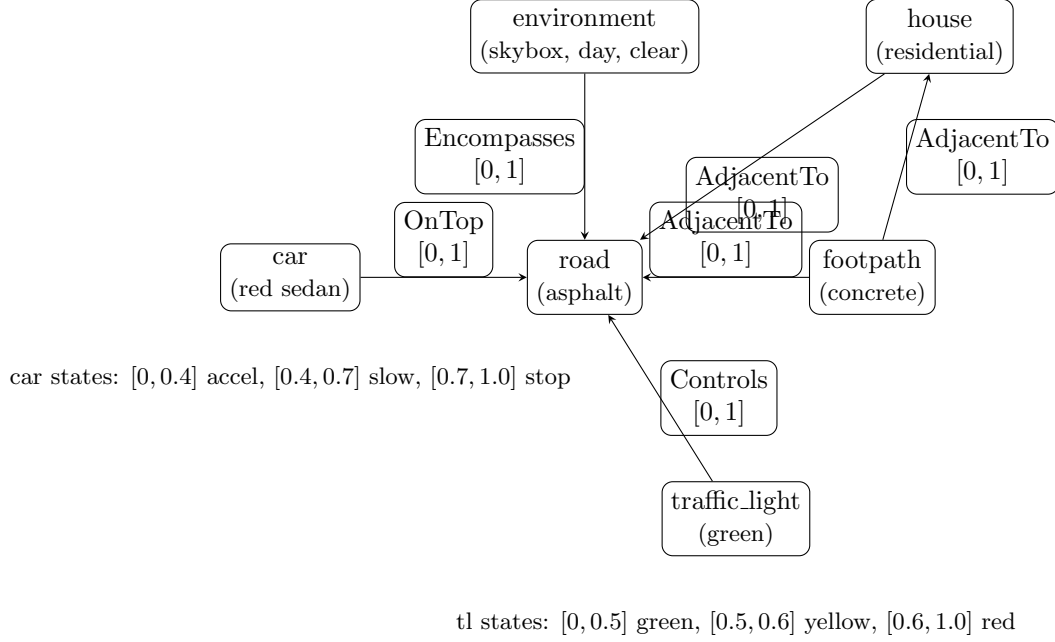 environment
(skybox, day, clear)
house
(residential)
Encompasses
[0, 1]
AdjacentTo
[0, 1]
AdjacentTo
[0, 1]
OnTop
[0, 1]
AdjacentTo
[0, 1]
car
(red sedan)
road
(asphalt)
footpath
(concrete)
car states: [0, 0.4] accel, [0.4, 0.7] slow, [0.7, 1.0] stop
Controls
[0, 1]
traffic_light
(green)
tl states: [0, 0.5] green, [0.5, 0.6] yellow, [0.6, 1.0] red